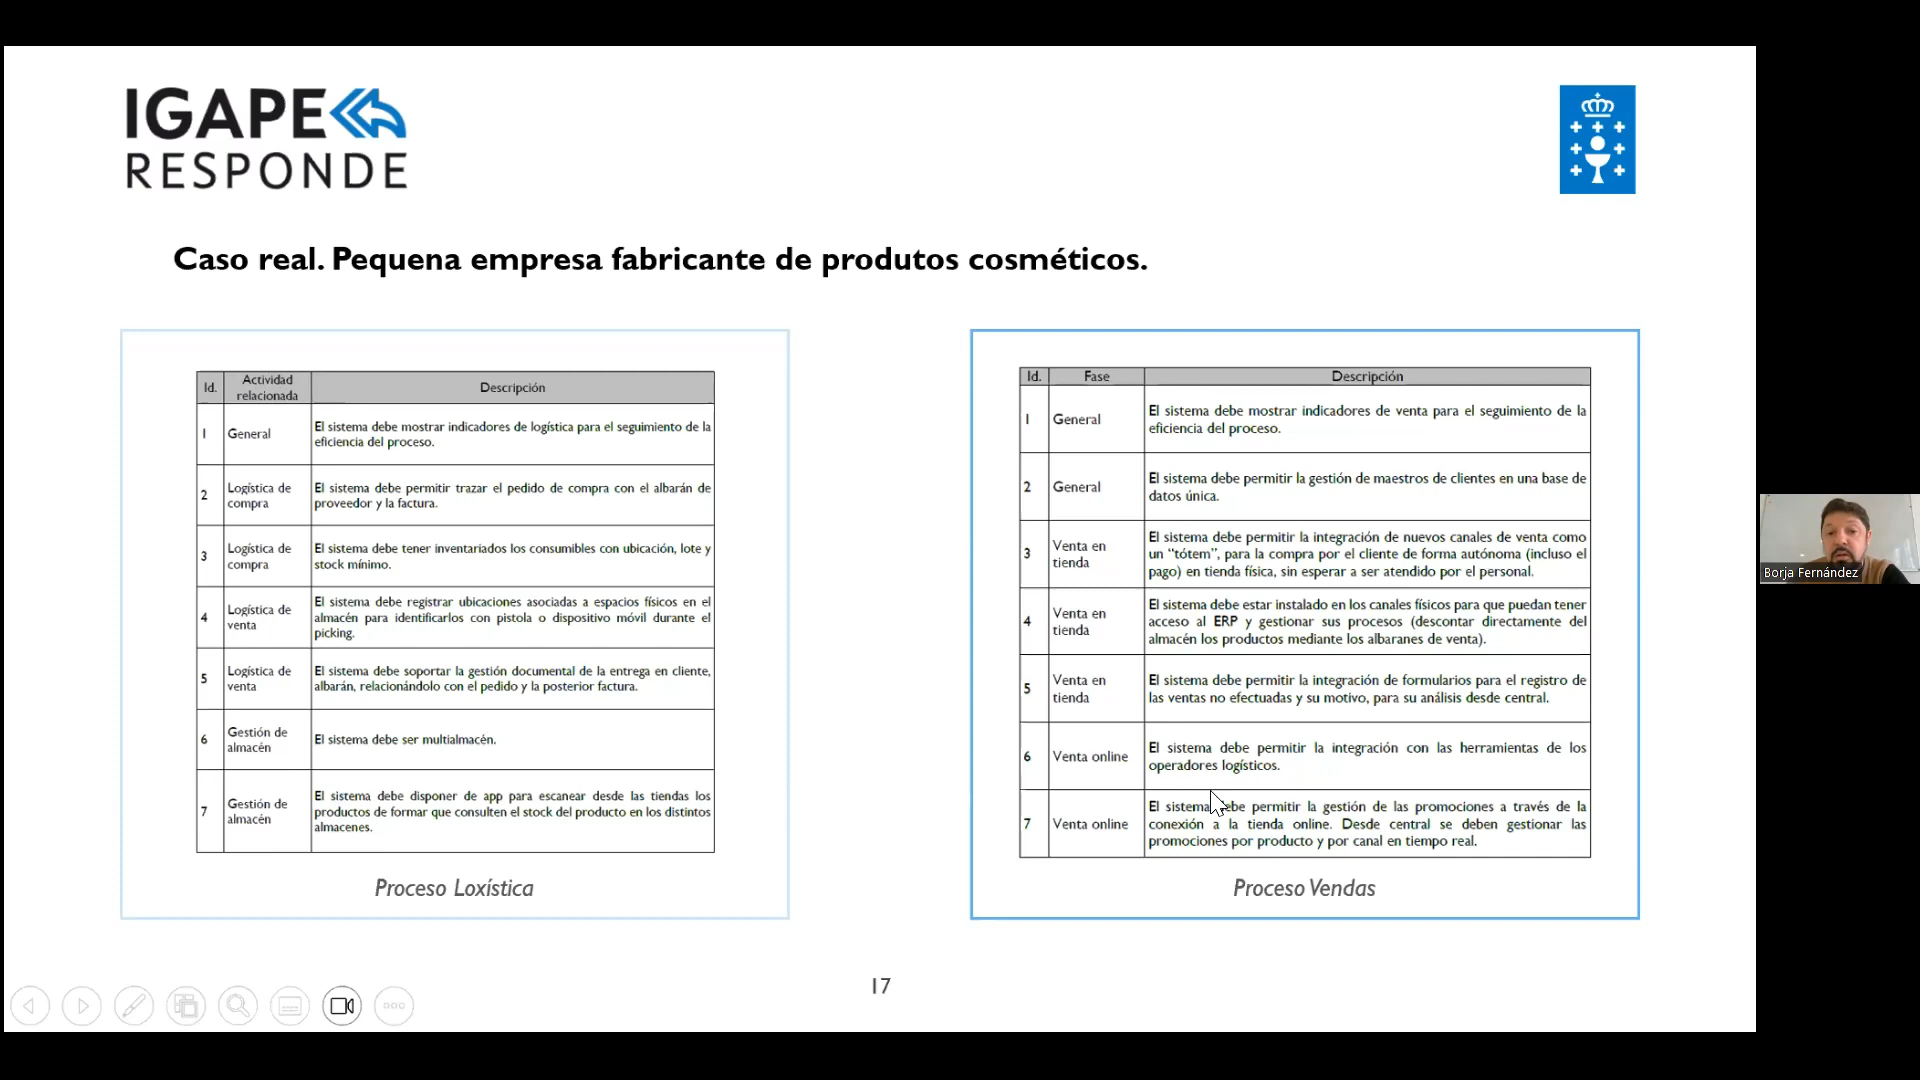 IGAPE
RESPONDE
Caso real. Pequena empresa fabricante de produtos cosméticos.
Id.
Actividad
relacionada
Descripción
1
General
El sistema debe mostrar indicadores de logística para el seguimiento de la
eficiencia del proceso.
2
Logística de
compra
El sistema debe permitir trazar el pedido de compra con el albarán de
proveedor y la factura.
3
Logística de
compra
El sistema debe tener inventariados los consumibles con ubicación, lote y
stock mínimo.
4
Logística de
venta
El sistema debe registrar ubicaciones asociadas a espacios físicos en el
almacén para identificarlos con pistola o dispositivo móvil durante el
picking.
5
Logística de
venta
El sistema debe soportar la gestión documental de la entrega en cliente,
albarán, relacionándolo con el pedido y la posterior factura.
6
Gestión de
almacén
El sistema debe ser multialmacén.
7
Gestión de
almacén
El sistema debe disponer de app para escanear desde las tiendas los
productos de formar que consulten el stock del producto en los distintos
almacenes.
Proceso Loxística
Id.
Fase
Descripción
1
General
El sistema debe mostrar indicadores de venta para el seguimiento de la
eficiencia del proceso.
2
General
El sistema debe permitir la gestión de maestros de clientes en una base de
datos única.
3
Venta en
tienda
El sistema debe permitir la integración de nuevos canales de venta como
un “tótem”, para la compra por el cliente de forma autónoma (incluso el
pago) en tienda física, sin esperar a ser atendido por el personal.
4
Venta en
tienda
El sistema debe estar instalado en los canales físicos para que puedan tener
acceso al ERP y gestionar sus procesos (descontar directamente del
almacén los productos mediante los albaranes de venta).
5
Venta en
tienda
El sistema debe permitir la integración de formularios para el registro de
las ventas no efectuadas y su motivo, para su análisis desde central.
6
Venta online
El sistema debe permitir la integración con las herramientas de los
operadores logísticos.
7
Venta online
El sistema debe permitir la gestión de las promociones a través de la
conexión a la tienda online. Desde central se deben gestionar las
promociones por producto y por canal en tiempo real.
Proceso Vendas
17
Borja Fernández